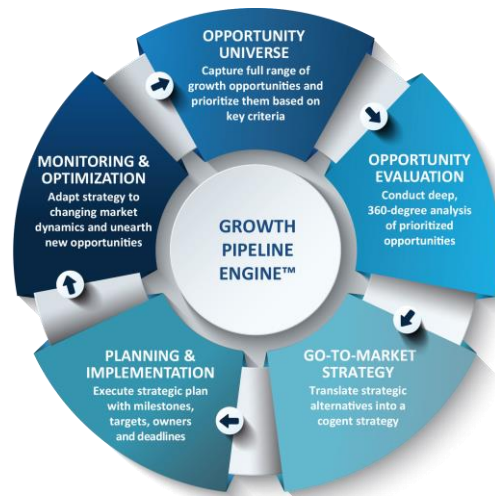 OPPORTUNITY
UNIVERSE
Capture full range of
growth opportunities and
prioritize them based on
key criteria
OPPORTUNITY
EVALUATION
Conduct deep,
360-degree analysis
of prioritized
opportunities
GO-TO-MARKET
STRATEGY
Translate strategic
alternatives into a
cogent strategy
PLANNING &
IMPLEMENTATION
Execute strategic plan
with milestones,
targets, owners
and deadlines
MONITORING &
OPTIMIZATION
Adapt strategy to
changing market
dynamics and unearth
new opportunities
GROWTH
PIPELINE
ENGINE™